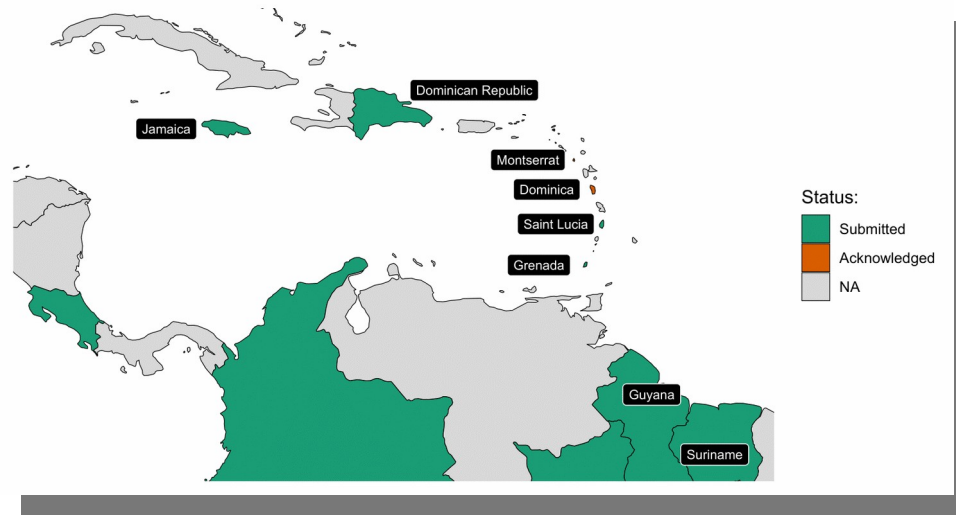 Dominican Republic
Jamaica
Montserrat
Dominica
Saint Lucia
Grenada
Guyana
Suriname
Status:
Submitted
Acknowledged
NA